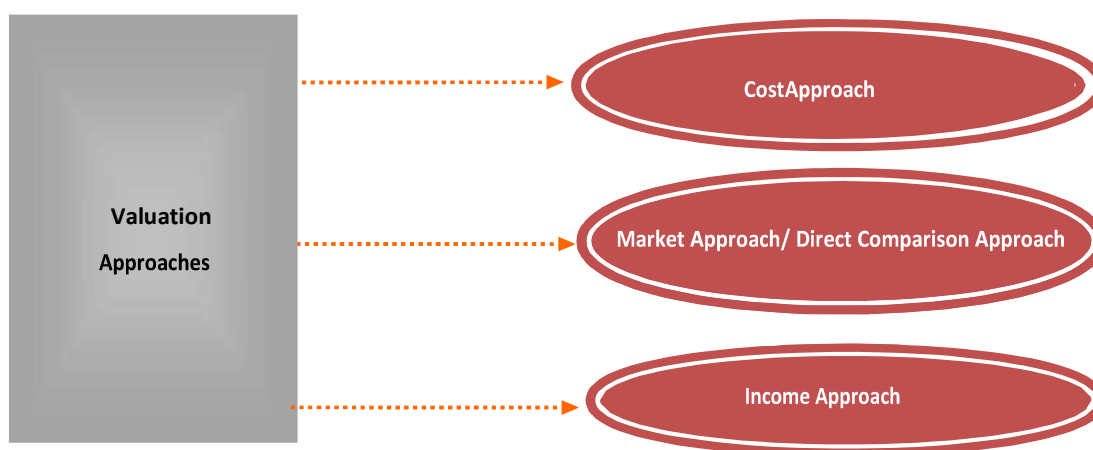 CostApproach
Valuation
Approaches
Market Approach/ Direct Comparison Approach
Income Approach